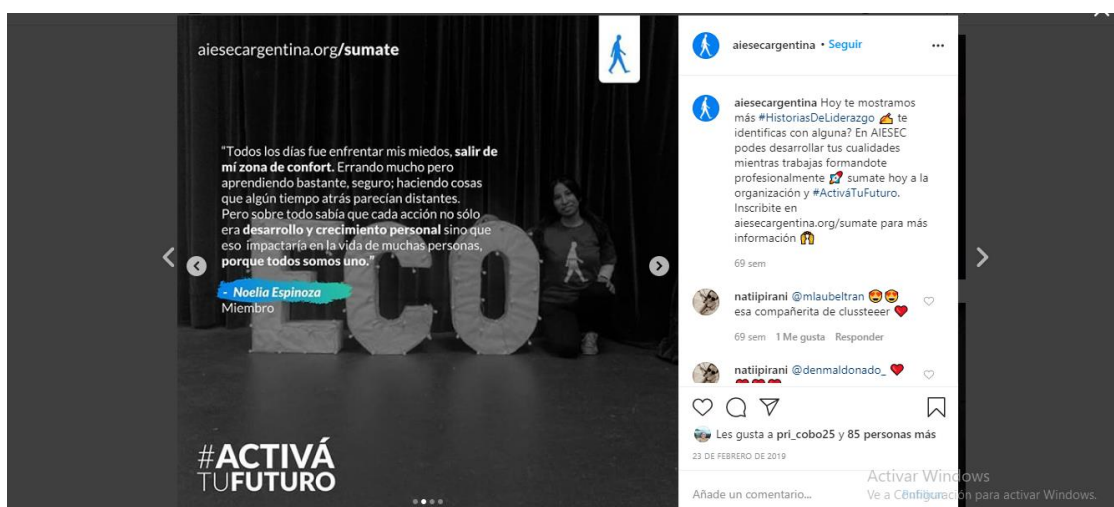 aiesecargentina.org/sumate
"Todos los días fue enfrentar mis miedos, salir de
mí zona de confort. Errando mucho pero
aprendiendo bastante, seguro; haciendo cosas
que algún tiempo atrás parecían distantes.
Pero sobre todo sabía que cada acción no sólo
era desarrollo y crecimiento personal sino que
eso impactaría en la vida de muchas personas,
porque todos somos uno."
- Noelia Espinoza
Miembro
ECO
#ACTIVÁ
TUFUTURO
aiesecargentina • Seguir
aiesecargentina Hoy te mostramos
más #HistoriasDeLiderazgo ✍ te
identificas con alguna? En AIESEC
podes desarrollar tus cualidades
mientras trabajas formandote
profesionalmente 🚀 sumate hoy a la
organización y #ActiváTuFuturo.
Inscribite en
aiesecargentina.org/sumate para más
información 🙌
69 sem
natiipirani @mlaubeltran 😍😍
esa compañerita de clussteeer ❤
69 sem 1 Me gusta Responder
natiipirani @denmaldonado_ ❤
❤❤❤
Les gusta a pri_cobo25 y 85 personas más
23 DE FEBRERO DE 2019
Añade un comentario...
Activar Windows
Ve a Configuración para activar Windows.